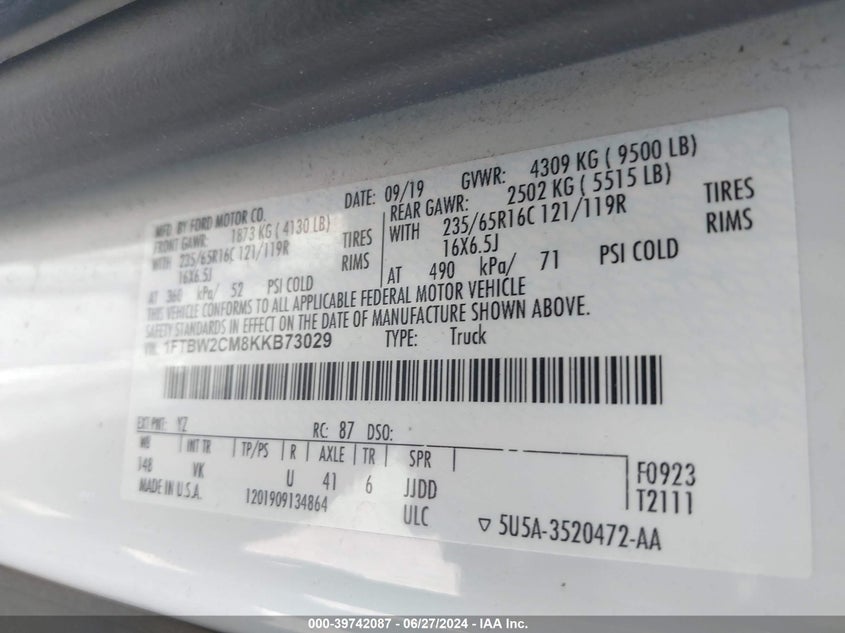 MFD BY FORD MOTOR CO.
DATE: 09/19 GVWR: 4309 KG ( 9500 LB)
FRONT GAWR: 1873 KG ( 4130 LB)
REAR GAWR: 2502 KG ( 5515 LB)
WITH 235/65R16C 121/119R TIRES
WITH 235/65R16C 121/119R TIRES
16X6.5J RIMS
16X6.5J RIMS
AT 360 kPa/ 52 PSI COLD
AT 490 kPa/ 71 PSI COLD
THIS VEHICLE CONFORMS TO ALL APPLICABLE FEDERAL MOTOR VEHICLE
SAFETY STANDARDS IN EFFECT ON THE DATE OF MANUFACTURE SHOWN ABOVE.
VIN: 1FTBW2CM8KKB73029 TYPE: Truck
EXT PNT: YZ RC: 87 DSO:
WB INT TR TP/PS R AXLE TR SPR
148 VK U 41 6 JJDD
F0923
T2111
MADE IN U.S.A. 1201909134864 ULC
5U5A-3520472-AA
000-39742087 - 06/27/2024 - IAA Inc.